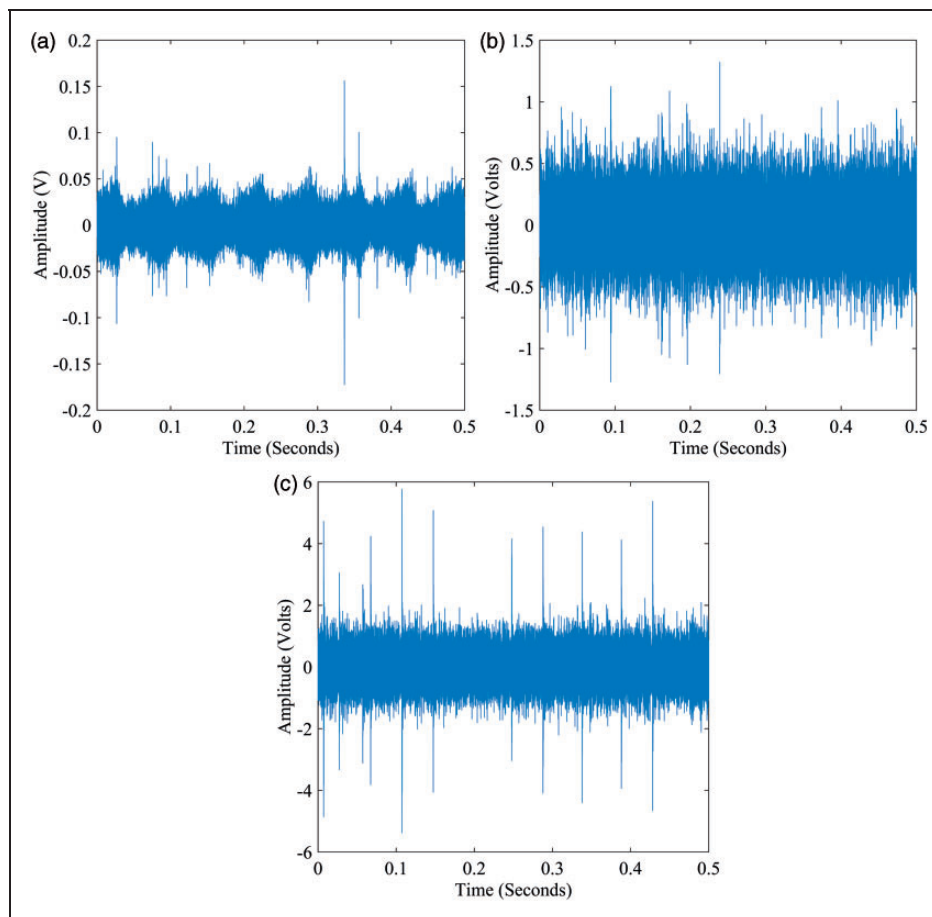 (a)
0.2
0.15
0.1
0.05
0
-0.05
-0.1
-0.15
-0.2
Amplitude (V)
0 0.1 0.2 0.3 0.4 0.5
Time (Seconds)
(b)
1.5
1
0.5
0
-0.5
-1
-1.5
Amplitude (Volts)
0 0.1 0.2 0.3 0.4 0.5
Time (Seconds)
(c)
6
4
2
0
-2
-4
-6
Amplitude (Volts)
0 0.1 0.2 0.3 0.4 0.5
Time (Seconds)